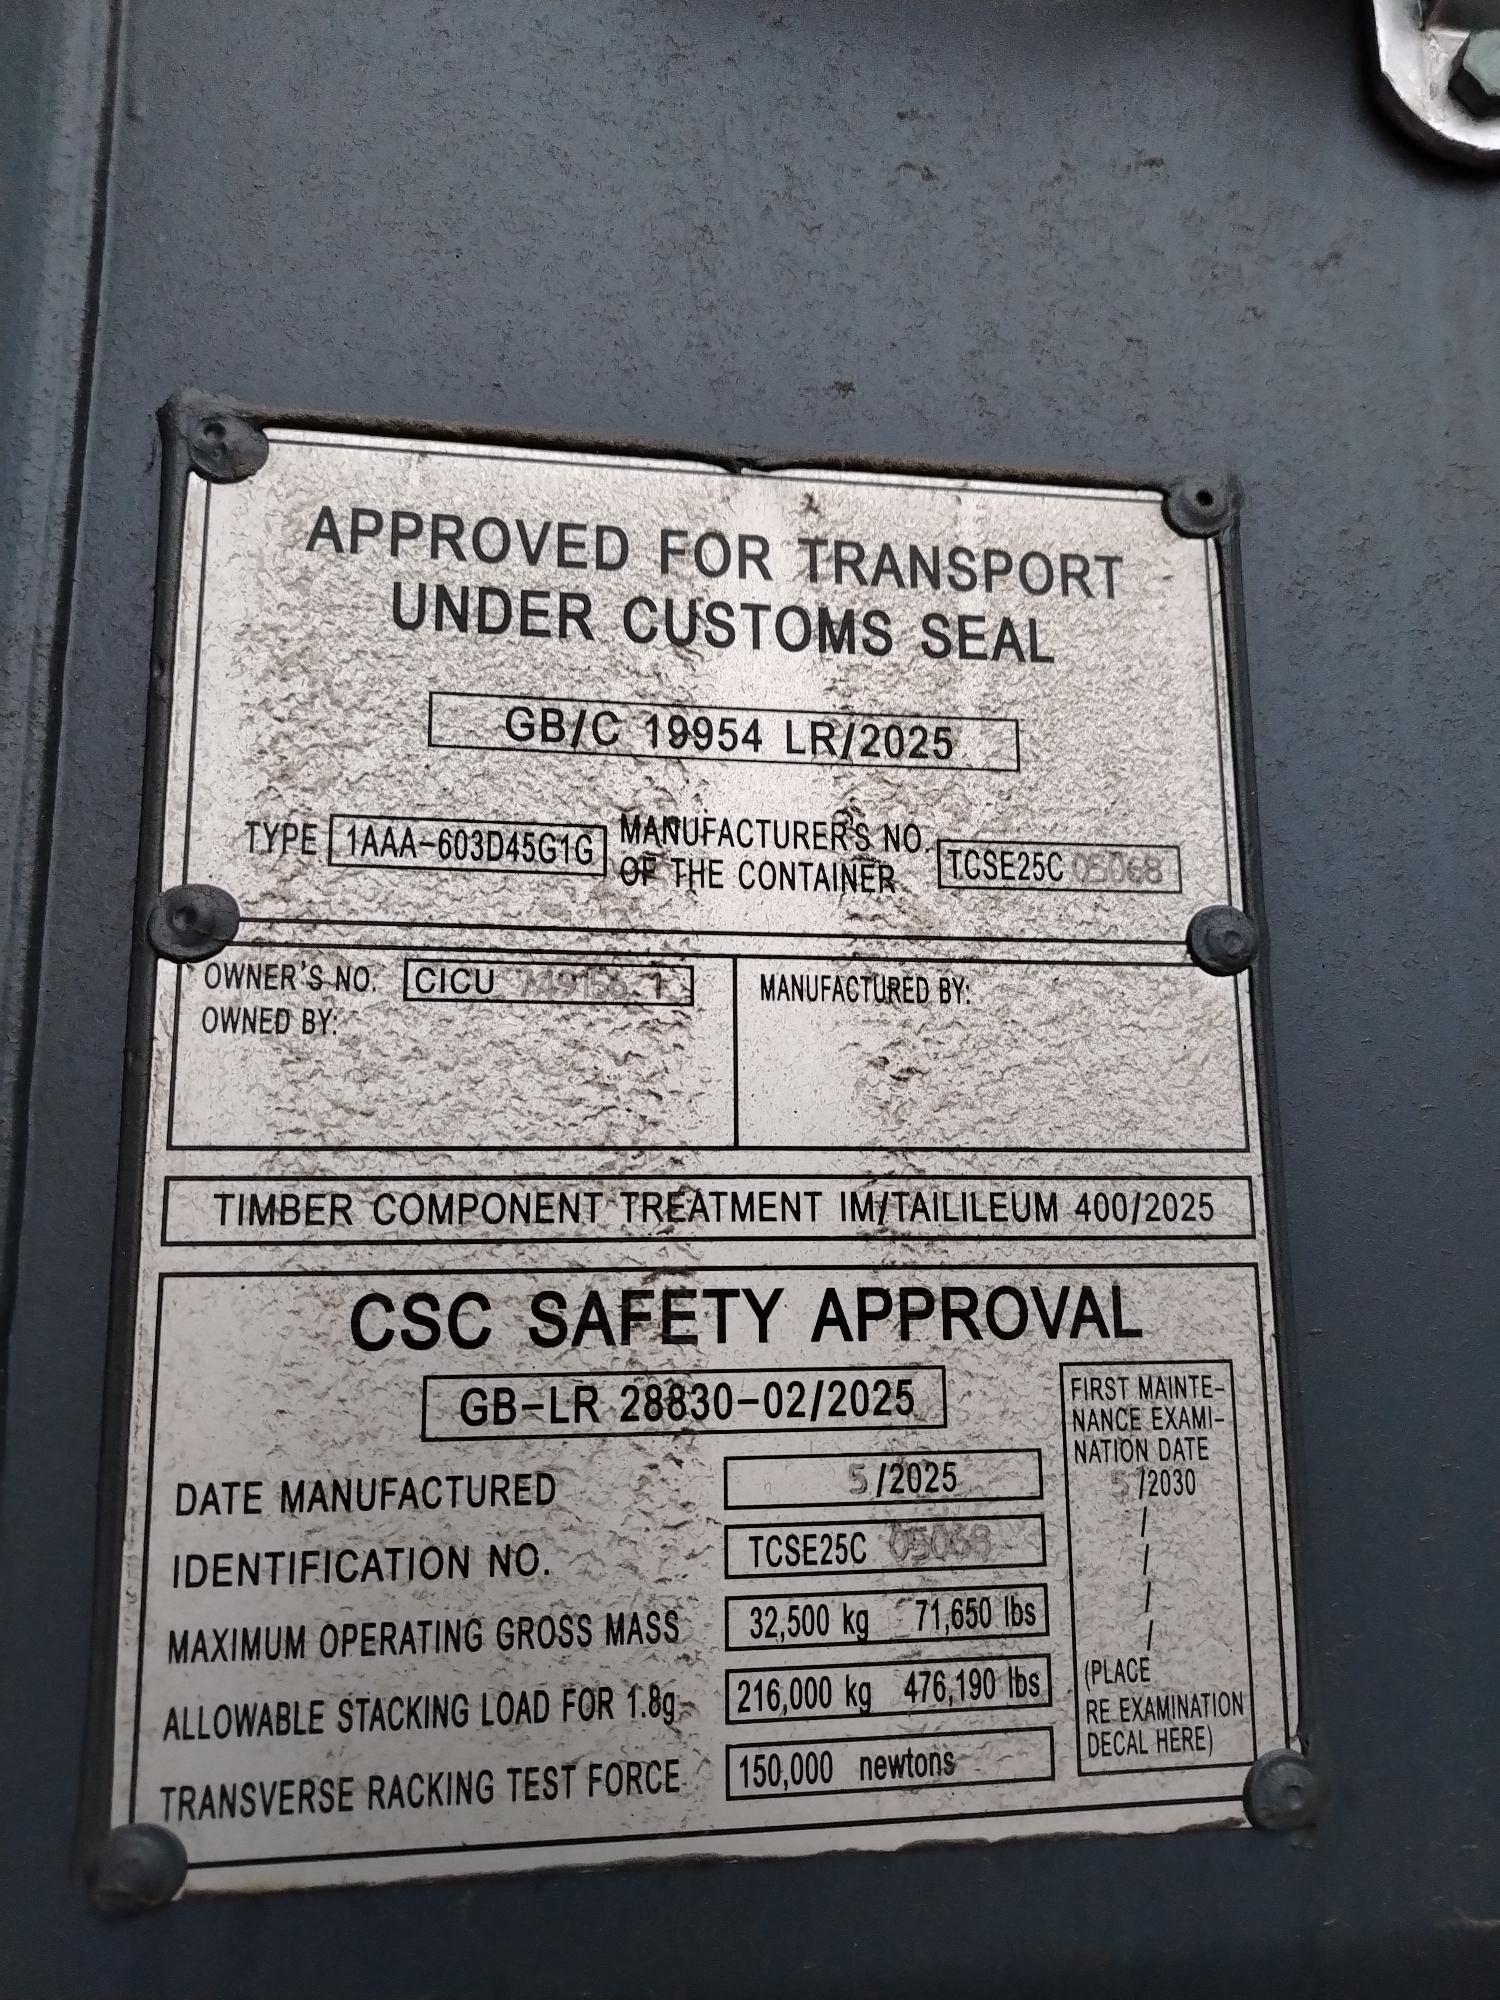 APPROVED FOR TRANSPORT
UNDER CUSTOMS SEAL
GB/C 19954 LR/2025
TYPE 1AAA-603D45G1G MANUFACTURER'S NO. OF THE CONTAINER TCSE25C 05068
OWNER'S NO. CICU
OWNED BY:
MANUFACTURED BY:
TIMBER COMPONENT TREATMENT IM/TAILILEUM 400/2025
CSC SAFETY APPROVAL
GB-LR 28830-02/2025
DATE MANUFACTURED 5/2025
IDENTIFICATION NO. TCSE25C 05068
MAXIMUM OPERATING GROSS MASS 32,500 kg 71,650 lbs
ALLOWABLE STACKING LOAD FOR 1.8g 216,000 kg 476,190 lbs
TRANSVERSE RACKING TEST FORCE 150,000 newtons
FIRST MAINTE-
NANCE EXAMI-
NATION DATE
5/2030
/
/
/
/
(PLACE
RE EXAMINATION
DECAL HERE)